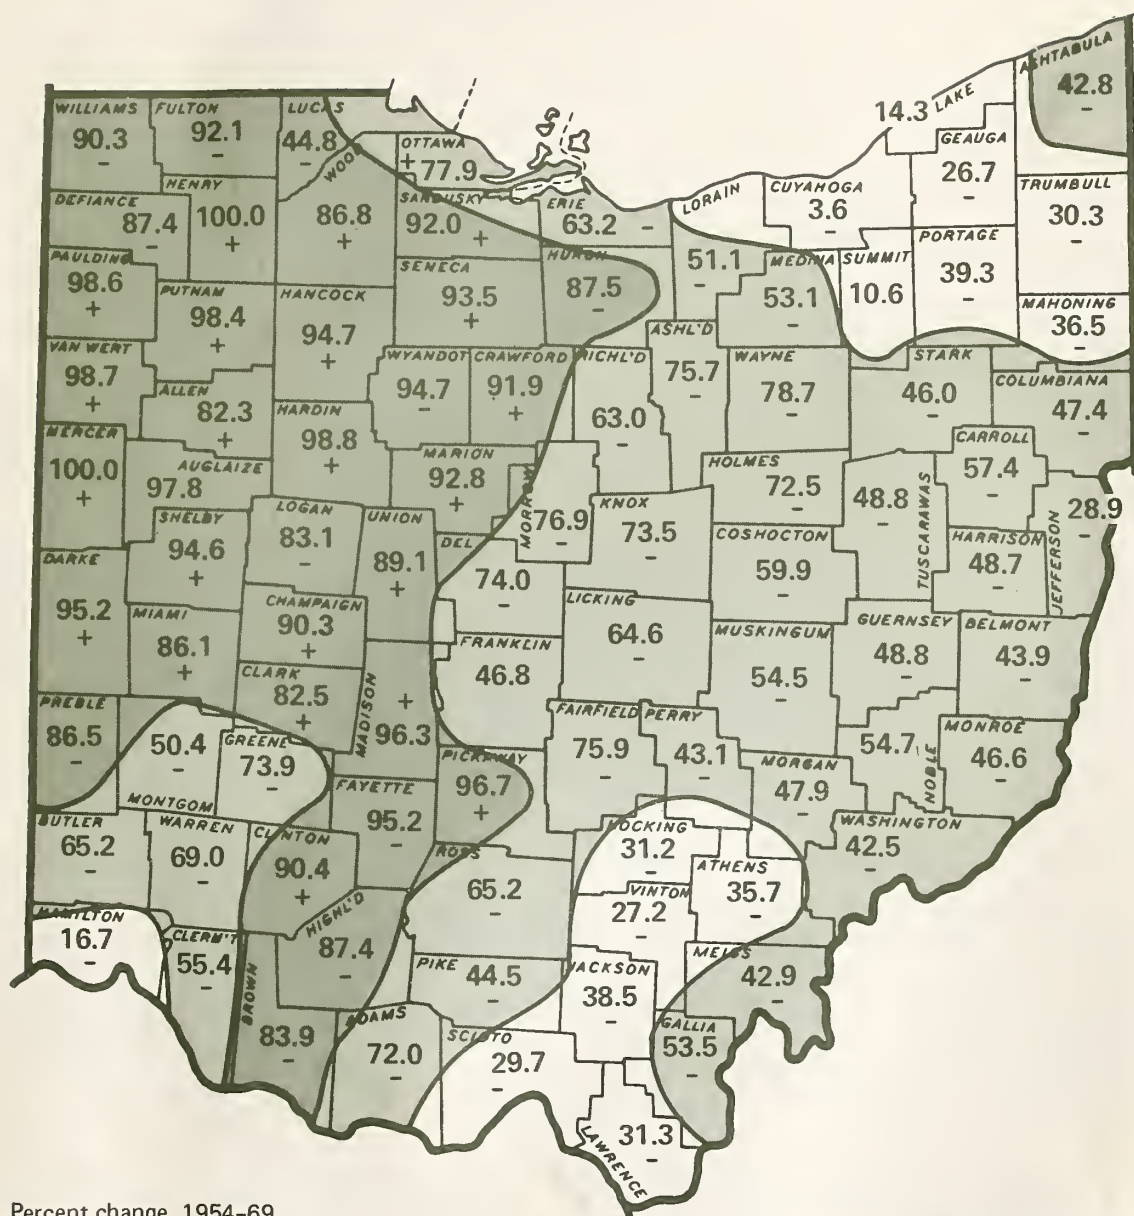 ASHTABULA
42.8
–
14.3 LAKE
GEAUGA
26.7
–
WILLIAMS
90.3
–
FULTON
92.1
–
LUCAS
44.8
–
WOOD
86.8
+
OTTAWA
+
77.9
HENRY
100.0
+
DEFIANCE
87.4
–
SANDUSKY
92.0
+
ERIE
63.2
–
LORAIN
51.1
–
CUYAHOGA
3.6
–
TRUMBULL
30.3
–
PAULDING
98.6
+
PUTNAM
98.4
+
HANCOCK
94.7
+
SENECA
93.5
+
HURON
87.5
–
MEDINA
53.1
–
SUMMIT
10.6
–
PORTAGE
39.3
–
MAHONING
36.5
–
VAN WERT
98.7
+
ALLEN
82.3
+
HARDIN
98.8
+
WYANDOT
94.7
–
CRAWFORD
91.9
+
RICHL'D
63.0
–
ASHL'D
75.7
–
WAYNE
78.7
–
STARK
46.0
–
COLUMBIANA
47.4
–
MERCER
100.0
+
AUGLAIZE
97.8
MARION
92.8
+
MORROW
76.9
–
HOLMES
72.5
–
48.8
–
TUSCARAWAS
CARROLL
57.4
–
SHELBY
94.6
+
LOGAN
83.1
–
UNION
89.1
+
DEL
74.0
–
KNOX
73.5
–
COSHOCTON
59.9
–
HARRISON
48.7
–
JEFFERSON
28.9
–
DARKE
95.2
+
MIAMI
86.1
+
CHAMPAIGN
90.3
+
CLARK
82.5
+
MADISON
+
96.3
FRANKLIN
46.8
–
LICKING
64.6
–
MUSKINGUM
54.5
–
GUERNSEY
48.8
–
BELMONT
43.9
–
PREBLE
86.5
–
50.4
–
MONTGOM
GREENE
73.9
–
FAYETTE
95.2
–
PICKAWAY
96.7
+
FAIRFIELD
75.9
–
PERRY
43.1
–
MORGAN
47.9
–
54.7
–
NOBLE
MONROE
46.6
–
BUTLER
65.2
–
WARREN
69.0
–
CLINTON
90.4
+
HIGHL'D
87.4
–
ROSS
65.2
–
HOCKING
31.2
–
ATHENS
35.7
–
WASHINGTON
42.5
–
HAMILTON
16.7
–
CLERM'T
55.4
–
BROWN
83.9
–
ADAMS
72.0
–
PIKE
44.5
–
VINTON
27.2
–
JACKSON
38.5
–
MEIGS
42.9
–
SCIOTO
29.7
–
GALLIA
53.5
–
LAWRENCE
31.3
–
Percent change, 1954–69